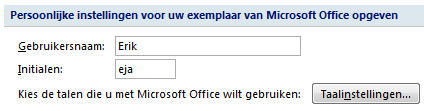 Persoonlijke instellingen voor uw exemplaar van Microsoft Office opgeven
Gebruikersnaam: Erik
Initialen: eja
Kies de talen die u met Microsoft Office wilt gebruiken: Taalinstellingen...